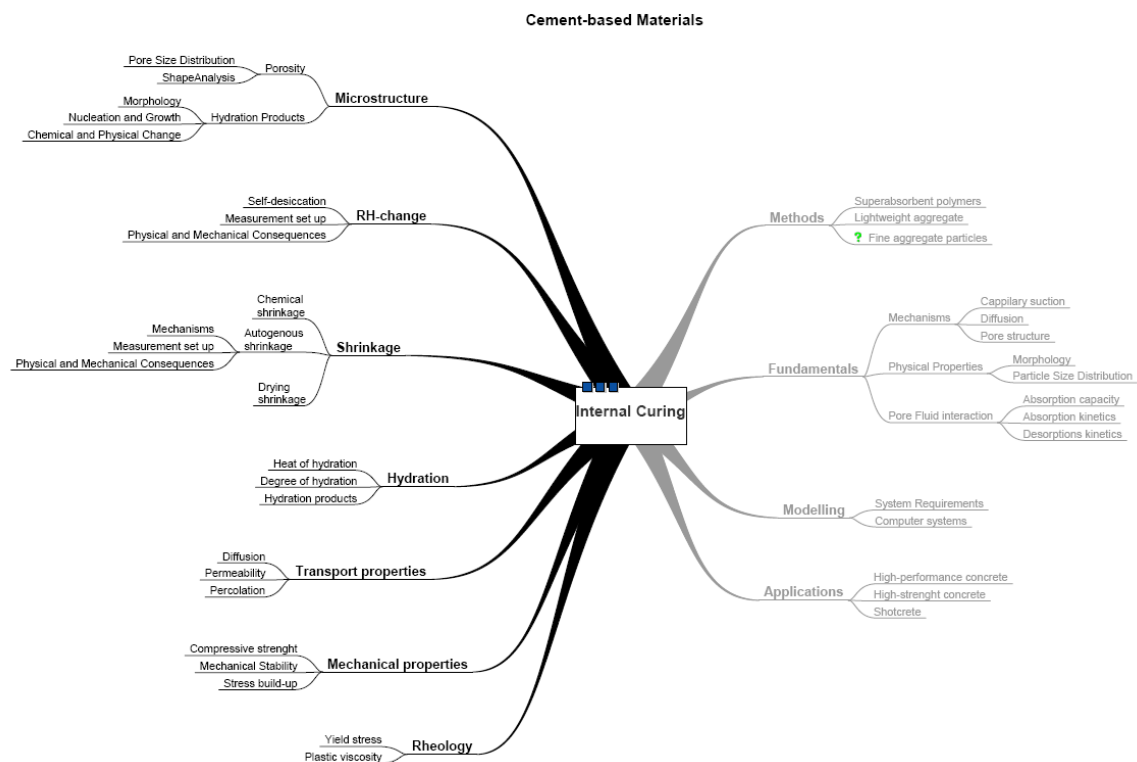 Cement-based Materials
Pore Size Distribution
ShapeAnalysis
Porosity
Morphology
Nucleation and Growth
Chemical and Physical Change
Hydration Products
Microstructure
Self-desiccation
Measurement set up
Physical and Mechanical Consequences
RH-change
Chemical
shrinkage
Mechanisms
Measurement set up
Physical and Mechanical Consequences
Autogenous
shrinkage
Drying
shrinkage
Shrinkage
Heat of hydration
Degree of hydration
Hydration products
Hydration
Diffusion
Permeability
Percolation
Transport properties
Compressive strenght
Mechanical Stability
Stress build-up
Mechanical properties
Yield stress
Plastic viscosity
Rheology
Internal Curing
Methods
Superabsorbent polymers
Lightweight aggregate
? Fine aggregate particles
Fundamentals
Mechanisms
Cappilary suction
Diffusion
Pore structure
Physical Properties
Morphology
Particle Size Distribution
Pore Fluid interaction
Absorption capacity
Absorption kinetics
Desorptions kinetics
Modelling
System Requirements
Computer systems
Applications
High-performance concrete
High-strenght concrete
Shotcrete